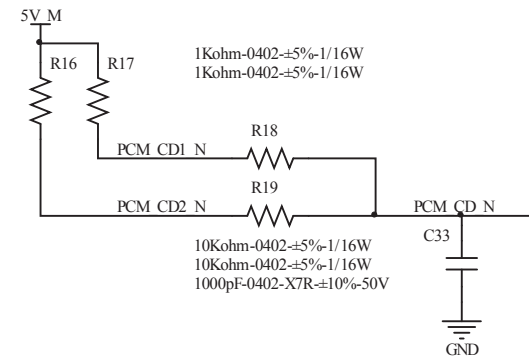 5V_M
R16
R17
1Kohm-0402-±5%-1/16W
1Kohm-0402-±5%-1/16W
R18
PCM_CD1_N
R19
PCM_CD2_N
PCM_CD_N
10Kohm-0402-±5%-1/16W
10Kohm-0402-±5%-1/16W
1000pF-0402-X7R-±10%-50V
C33
GND